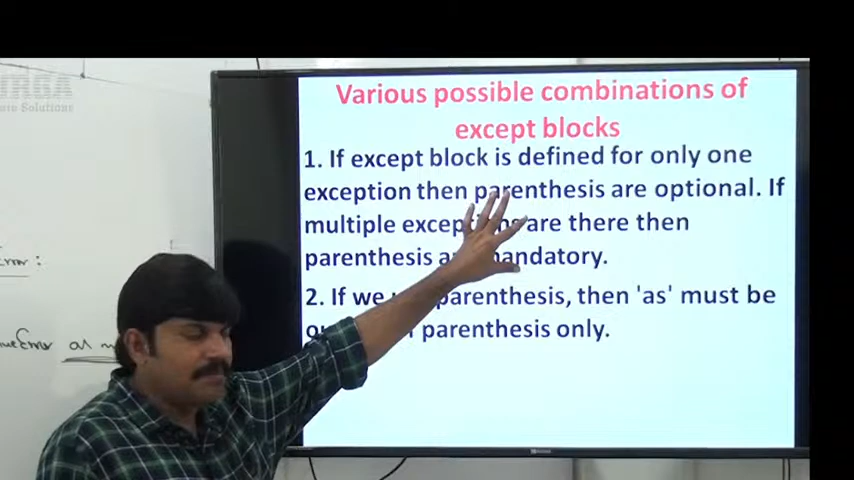 Various possible combinations of
except blocks
1. If except block is defined for only one
exception then parenthesis are optional. If
multiple are there then
parenthesis mandatory.
2. If we parenthesis, then 'as' must be
parenthesis only.